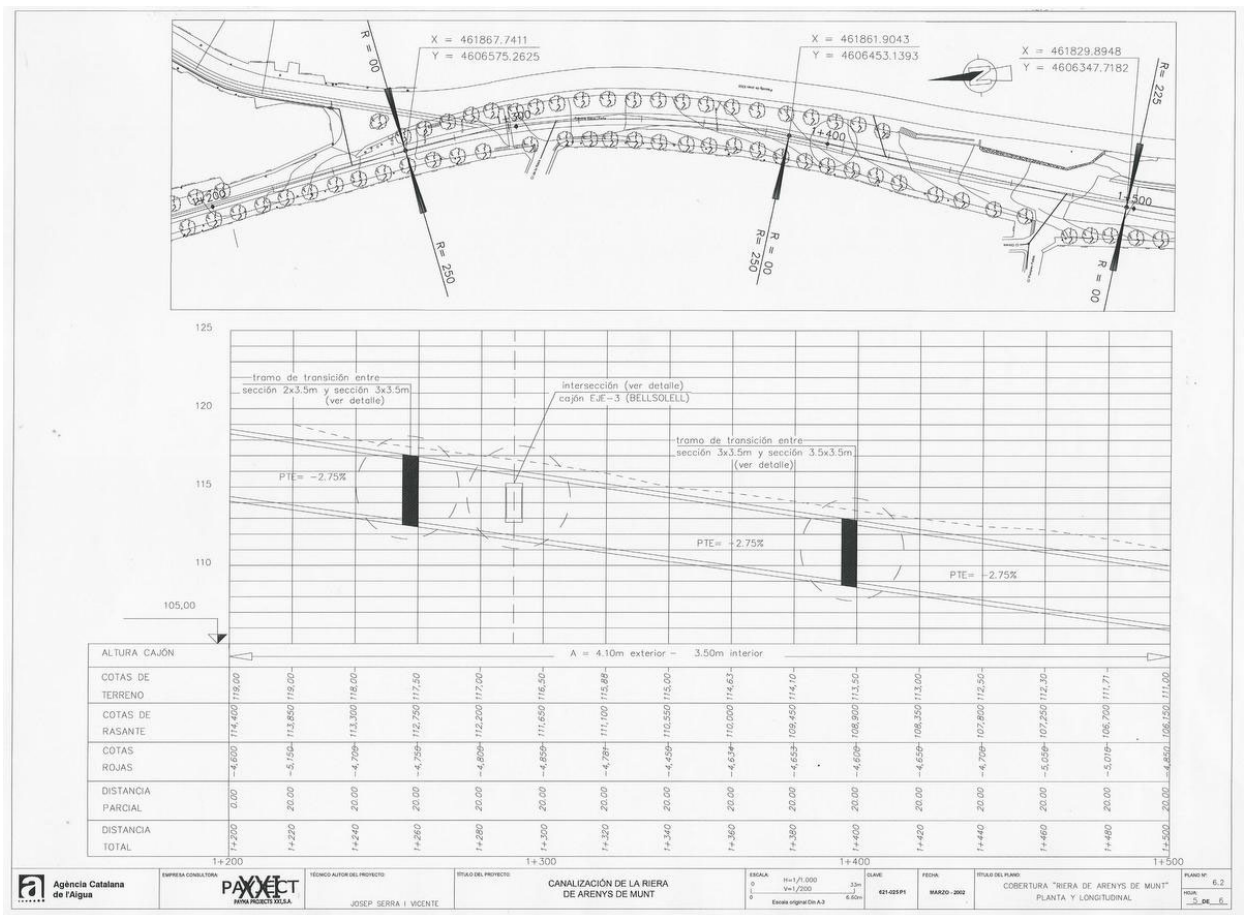 X = 461867.7411
Y = 4606575.2625
X = 461861.9043
Y = 4606453.1393
X = 461829.8948
Y = 4606347.7182
R = 00
R= 225
N
1+300
1+400
1+200
1+500
R= 250
R= 250
R = 00
R = 00
125
120
115
110
105,00
tramo de transición entre
sección 2x3.5m y sección 3x3.5m
(ver detalle)
intersección (ver detalle)
cajón EJE-3 (BELLSOLELL)
tramo de transición entre
sección 3x3.5m y sección 3.5x3.5m
(ver detalle)
PTE= -2.75%
PTE= -2.75%
PTE= -2.75%
ALTURA CAJÓN
A = 4.10m exterior - 3.50m interior
COTAS DE TERRENO
119,00 119,00 118,00 117,50 117,00 116,50 115,88 115,00 114,63 114,10 113,50 113,00 112,50 112,30 111,71 111,00
COTAS DE RASANTE
114,400 113,850 113,300 112,750 112,200 111,650 111,100 110,550 110,000 109,450 108,900 108,350 107,800 107,250 106,700 106,150
COTAS ROJAS
-4,600 -5,150 -4,700 -4,750 -4,800 -4,850 -4,781 -4,450 -4,634 -4,653 -4,600 -4,650 -4,700 -5,050 -5,010 -4,850
DISTANCIA PARCIAL
0.00 20.00 20.00 20.00 20.00 20.00 20.00 20.00 20.00 20.00 20.00 20.00 20.00 20.00 20.00 20.00
DISTANCIA TOTAL
1+200 1+220 1+240 1+260 1+280 1+300 1+320 1+340 1+360 1+380 1+400 1+420 1+440 1+460 1+480 1+500
1+200 1+300 1+400 1+500
Agència Catalana
de l'Aigua
EMPRESA CONSULTORA:
PAYXXIECT
PAYMA PROJECTS XXI,S.A.
TÉCNICO AUTOR DEL PROYECTO:
JOSEP SERRA I VICENTE
TÍTULO DEL PROYECTO:
CANALIZACIÓN DE LA RIERA
DE ARENYS DE MUNT
ESCALA:
H=1/1.000
V=1/200
0 33m
0 6.60m
Escala original Din A-3
CLAVE:
621-025P1
FECHA:
MARZO - 2002
TÍTULO DEL PLANO:
COBERTURA "RIERA DE ARENYS DE MUNT"
PLANTA Y LONGITUDINAL
PLANO Nº:
6.2
HOJA:
5 DE 6